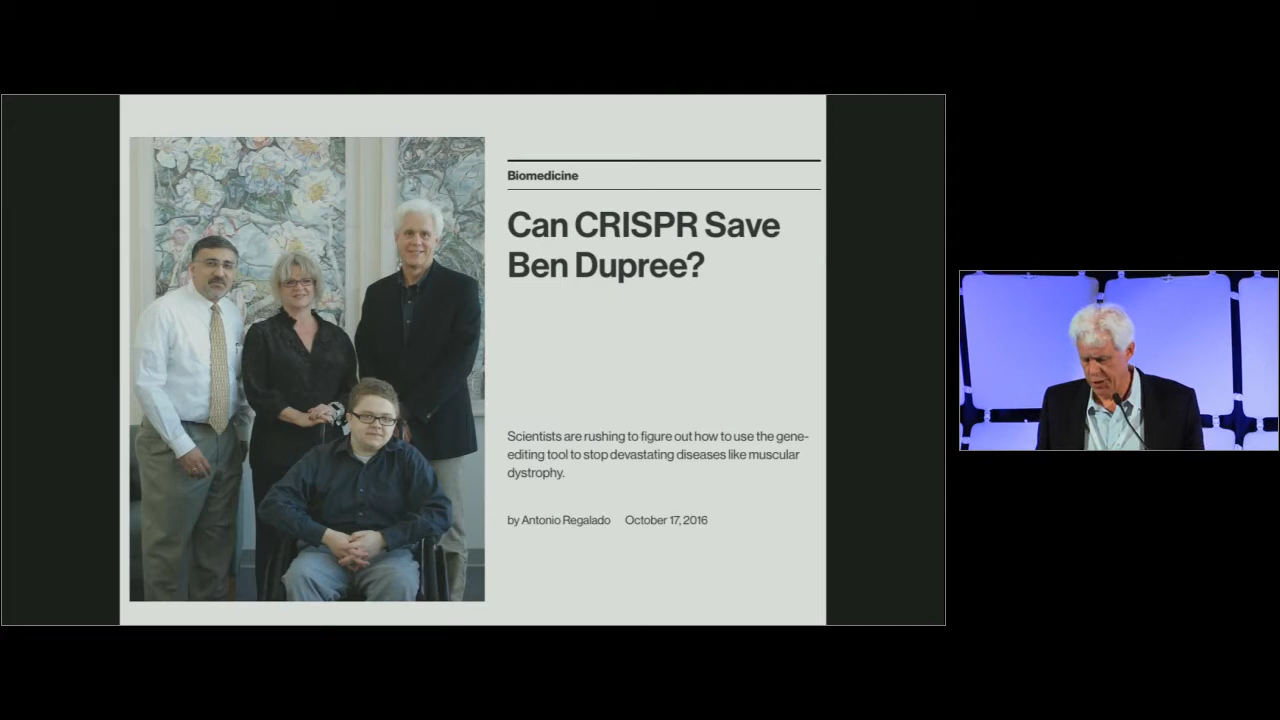 Biomedicine
Can CRISPR Save
Ben Dupree?
Scientists are rushing to figure out how to use the gene-
editing tool to stop devastating diseases like muscular
dystrophy.
by Antonio Regalado October 17, 2016